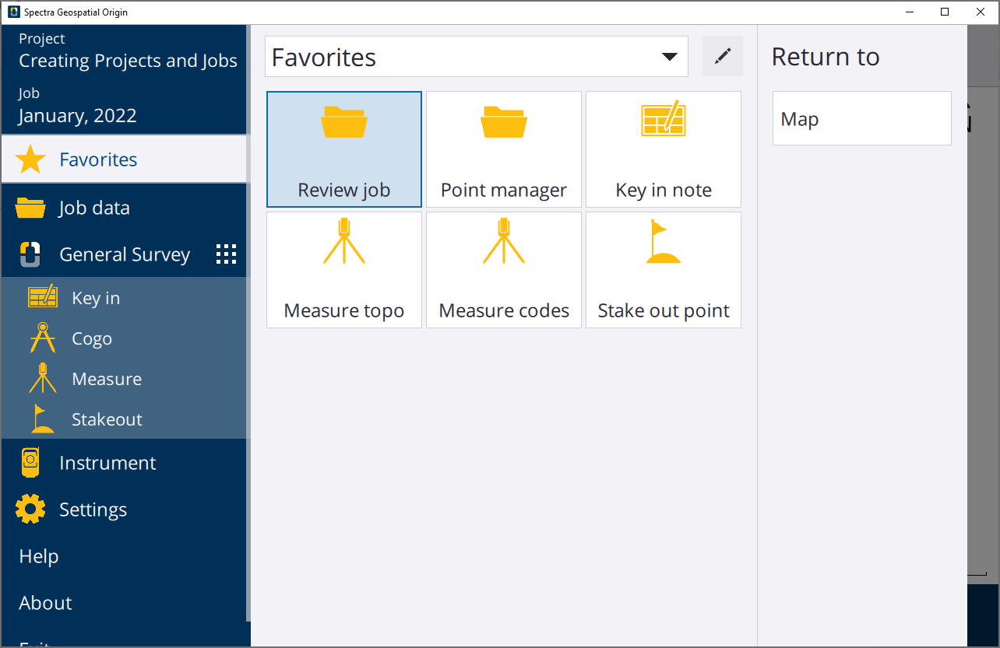 Spectra Geospatial Origin
Project
Creating Projects and Jobs
Job
January, 2022
Favorites
Job data
General Survey
Key in
Cogo
Measure
Stakeout
Instrument
Settings
Help
About
Exit
Favorites
Review job
Point manager
Key in note
Measure topo
Measure codes
Stake out point
Return to
Map
N